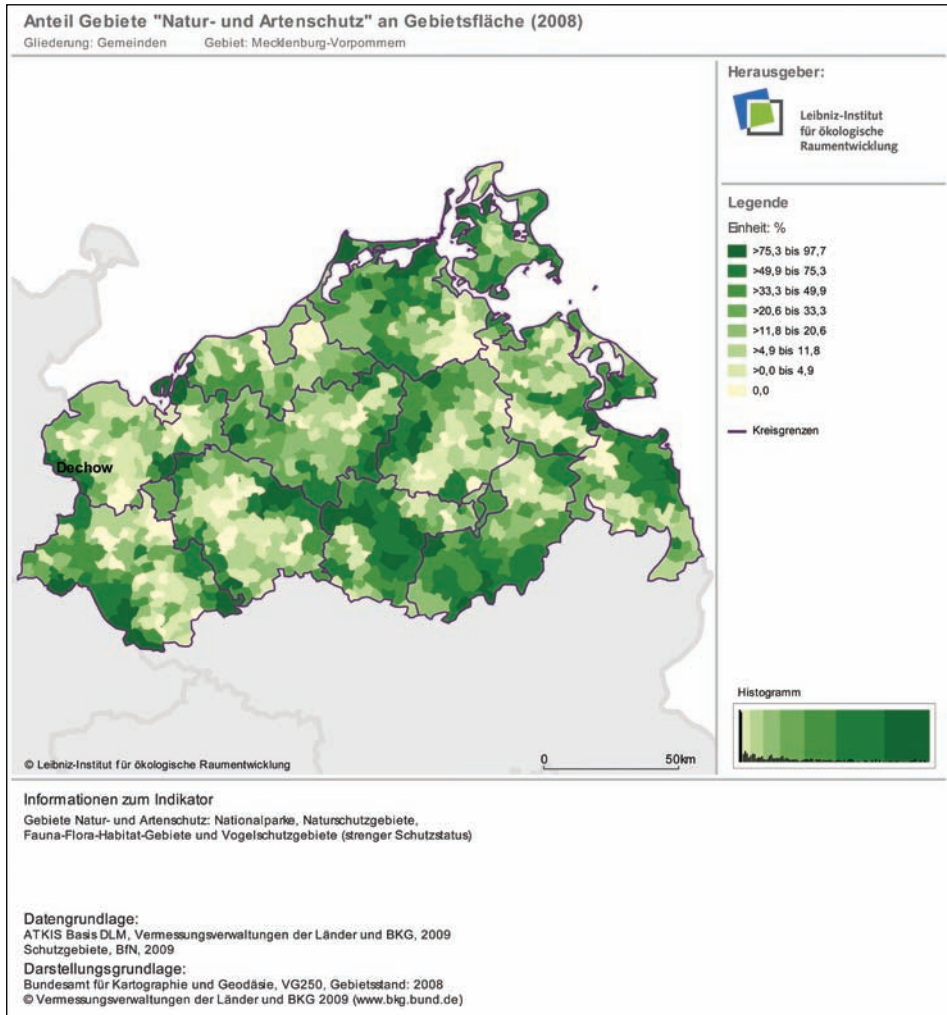 Anteil Gebiete "Natur- und Artenschutz" an Gebietsfläche (2008)
Gliederung: Gemeinden Gebiet: Mecklenburg-Vorpommern
Herausgeber:
Leibniz-Institut
für ökologische
Raumentwicklung
Legende
Einheit: %
>75,3 bis 97,7
>49,9 bis 75,3
>33,3 bis 49,9
>20,6 bis 33,3
>11,8 bis 20,6
>4,9 bis 11,8
>0,0 bis 4,9
0,0
Kreisgrenzen
Dechow
Histogramm
© Leibniz-Institut für ökologische Raumentwicklung
0 50km
Informationen zum Indikator
Gebiete Natur- und Artenschutz: Nationalparke, Naturschutzgebiete,
Fauna-Flora-Habitat-Gebiete und Vogelschutzgebiete (strenger Schutzstatus)
Datengrundlage:
ATKIS Basis DLM, Vermessungsverwaltungen der Länder und BKG, 2009
Schutzgebiete, BfN, 2009
Darstellungsgrundlage:
Bundesamt für Kartographie und Geodäsie, VG250, Gebietsstand: 2008
© Vermessungsverwaltungen der Länder und BKG 2009 (www.bkg.bund.de)